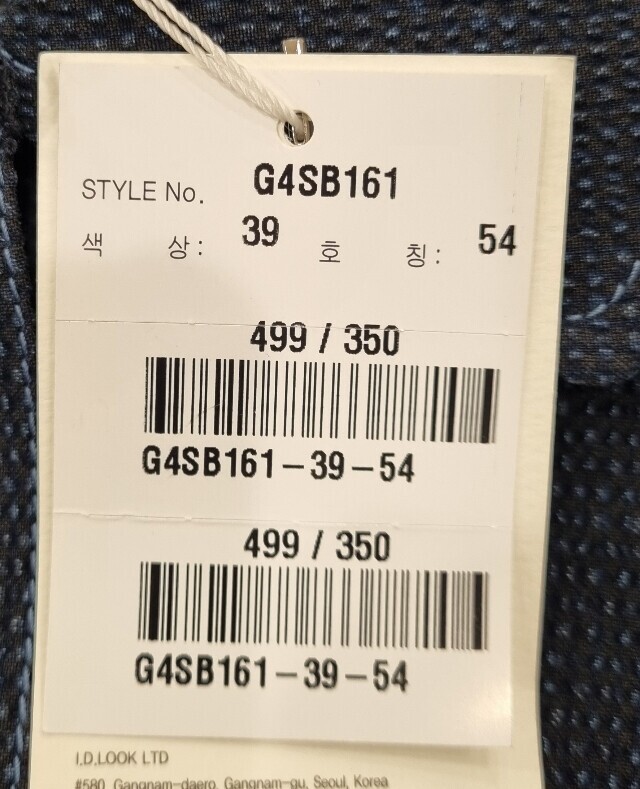 STYLE No. G4SB161
색 상: 39 호 칭: 54
499 / 350
G4SB161-39-54
499 / 350
G4SB161-39-54
I.D.LOOK LTD
#580, Gangnam-daero, Gangnam-gu, Seoul, Korea